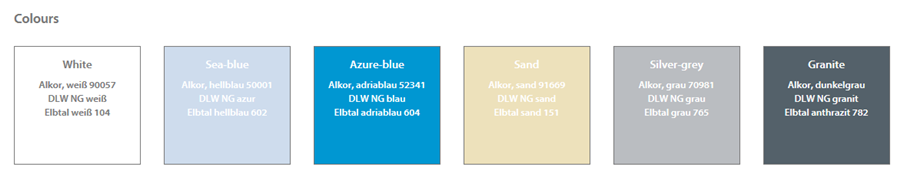 Colours
White
Alkor, weiß 90057
DLW NG weiß
Elbtal weiß 104
Sea-blue
Alkor, hellblau 50001
DLW NG azur
Elbtal hellblau 602
Azure-blue
Alkor, adriablau 52341
DLW NG blau
Elbtal adriablau 604
Sand
Alkor, sand 91669
DLW NG sand
Elbtal sand 151
Silver-grey
Alkor, grau 70981
DLW NG grau
Elbtal grau 765
Granite
Alkor, dunkelgrau
DLW NG granit
Elbtal anthrazit 782